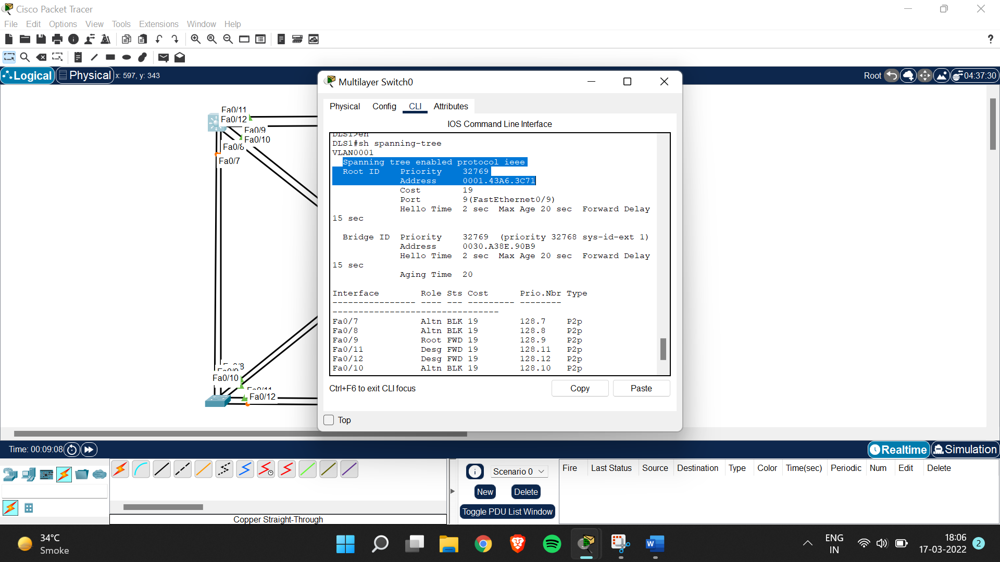 Cisco Packet Tracer
File Edit Options View Tools Extensions Window Help
Logical Physical x: 597, y: 343
Root 04:37:30
Fa0/11
Fa0/12
Fa0/9
Fa0/10
Fa0/8
Fa0/7
Fa0/10
Fa0/11
Fa0/12
Multilayer Switch0
Physical Config CLI Attributes
IOS Command Line Interface
DLS1>en
DLS1#sh spanning-tree
VLAN0001
Spanning tree enabled protocol ieee
Root ID Priority 32769
Address 0001.43A6.3C71
Cost 19
Port 9(FastEthernet0/9)
Hello Time 2 sec Max Age 20 sec Forward Delay
15 sec
Bridge ID Priority 32769 (priority 32768 sys-id-ext 1)
Address 0030.A38E.90B9
Hello Time 2 sec Max Age 20 sec Forward Delay
15 sec
Aging Time 20
Interface Role Sts Cost Prio.Nbr Type
---------------- ---- --- --------- --------
--------------------------------
Fa0/7 Altn BLK 19 128.7 P2p
Fa0/8 Altn BLK 19 128.8 P2p
Fa0/9 Root FWD 19 128.9 P2p
Fa0/11 Desg FWD 19 128.11 P2p
Fa0/12 Desg FWD 19 128.12 P2p
Fa0/10 Altn BLK 19 128.10 P2p
Ctrl+F6 to exit CLI focus
Copy Paste
Top
Time: 00:09:08
Realtime Simulation
Scenario 0
New Delete
Toggle PDU List Window
Fire Last Status Source Destination Type Color Time(sec) Periodic Num Edit Delete
Copper Straight-Through
34°C
Smoke
ENG
IN
18:06
17-03-2022
2